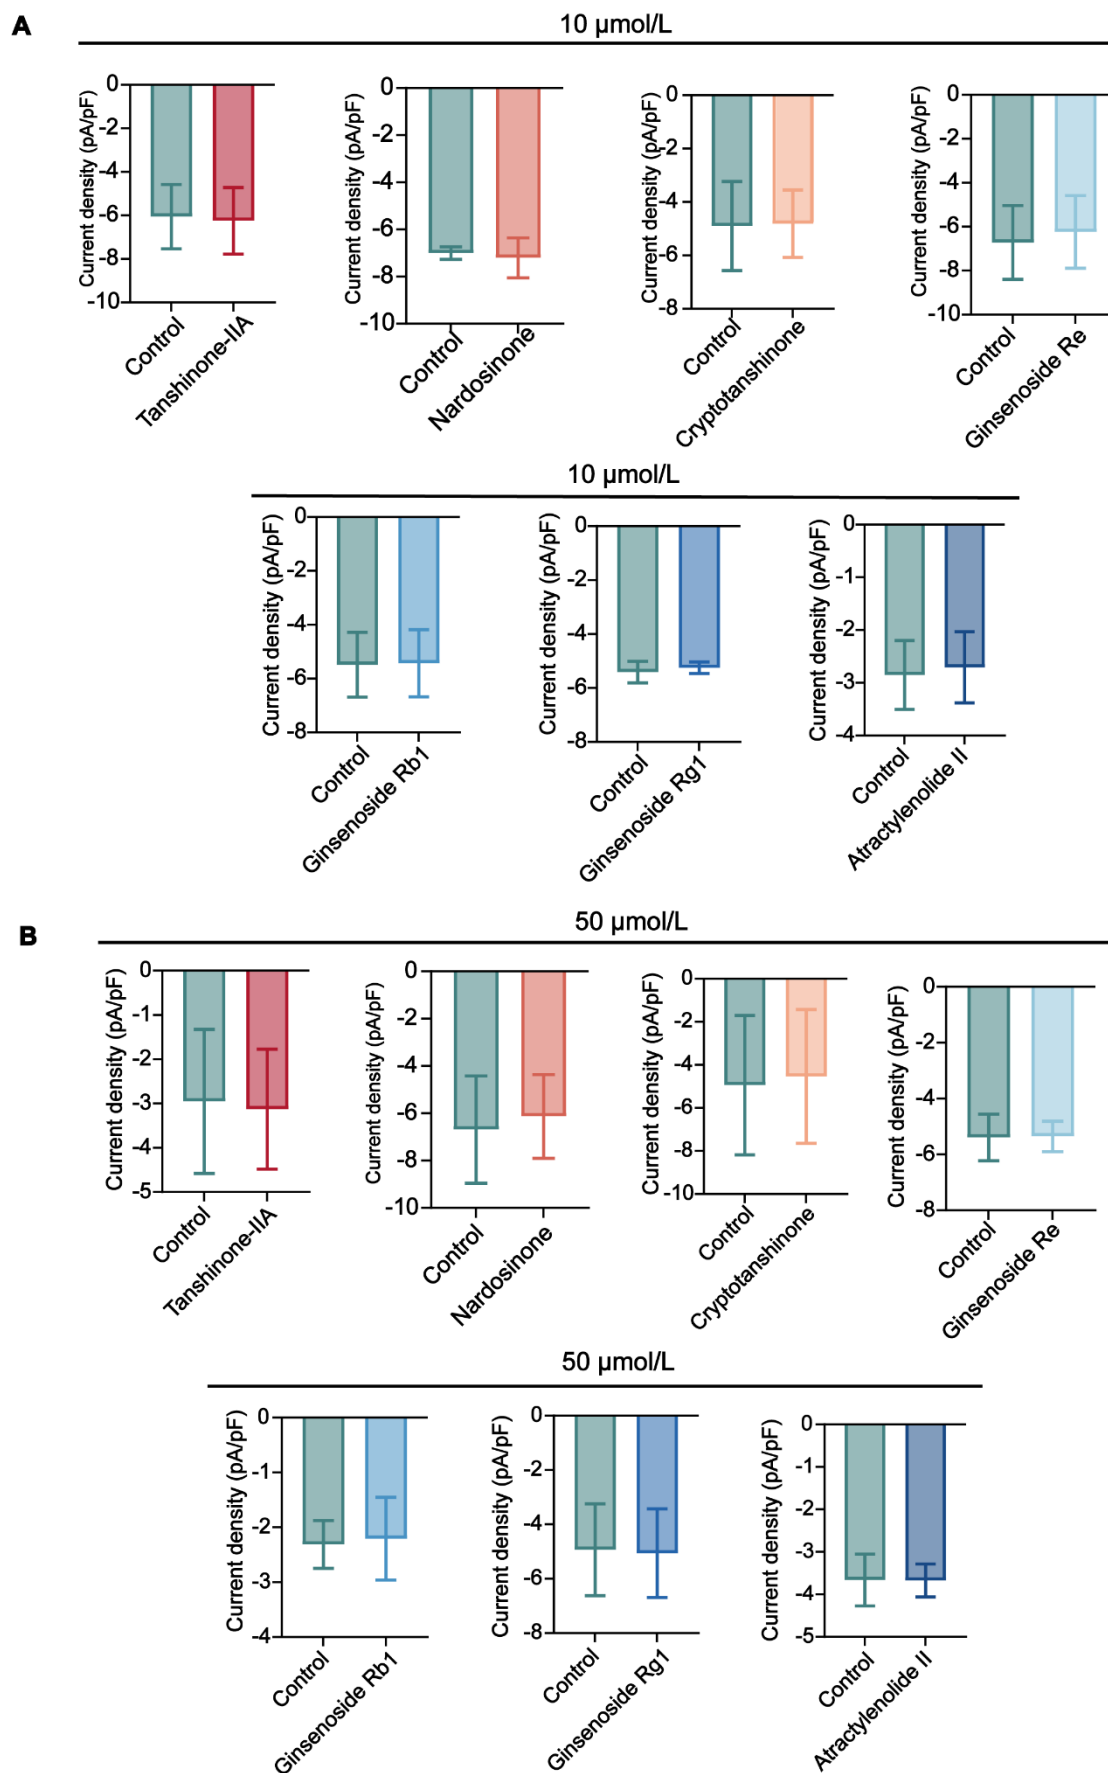 A
10 µmol/L
Current density (pA/pF)
0
-2
-4
-6
-8
-10
Control
Tanshinone-IIA
Current density (pA/pF)
0
-2
-4
-6
-8
-10
Control
Nardosinone
Current density (pA/pF)
0
-2
-4
-6
-8
Control
Cryptotanshinone
Current density (pA/pF)
0
-2
-4
-6
-8
-10
Control
Ginsenoside Re
10 µmol/L
Current density (pA/pF)
0
-2
-4
-6
-8
Control
Ginsenoside Rb1
Current density (pA/pF)
0
-2
-4
-6
-8
Control
Ginsenoside Rg1
Current density (pA/pF)
0
-1
-2
-3
-4
Control
Atractylenolide II
B
50 µmol/L
Current density (pA/pF)
0
-1
-2
-3
-4
-5
Control
Tanshinone-IIA
Current density (pA/pF)
0
-2
-4
-6
-8
-10
Control
Nardosinone
Current density (pA/pF)
0
-2
-4
-6
-8
-10
Control
Cryptotanshinone
Current density (pA/pF)
0
-2
-4
-6
-8
Control
Ginsenoside Re
50 µmol/L
Current density (pA/pF)
0
-1
-2
-3
-4
Control
Ginsenoside Rb1
Current density (pA/pF)
0
-2
-4
-6
-8
Control
Ginsenoside Rg1
Current density (pA/pF)
0
-1
-2
-3
-4
-5
Control
Atractylenolide II